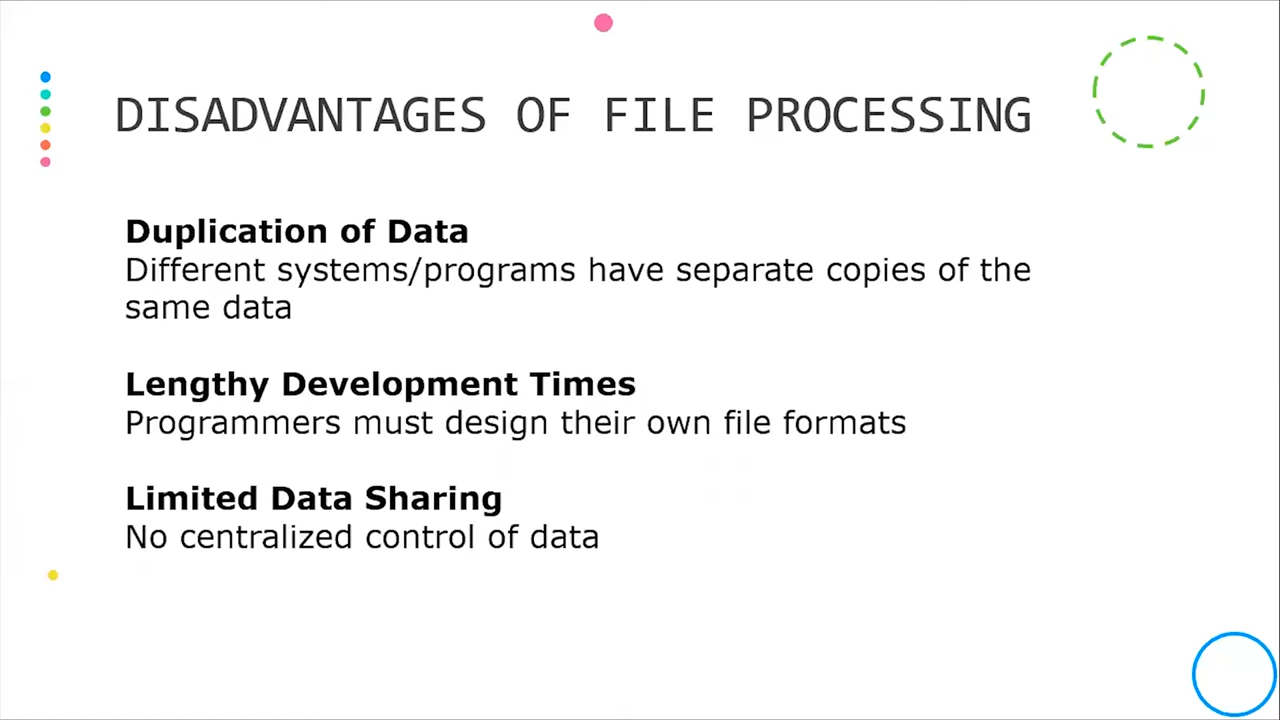 DISADVANTAGES OF FILE PROCESSING
Duplication of Data
Different systems/programs have separate copies of the
same data
Lengthy Development Times
Programmers must design their own file formats
Limited Data Sharing
No centralized control of data